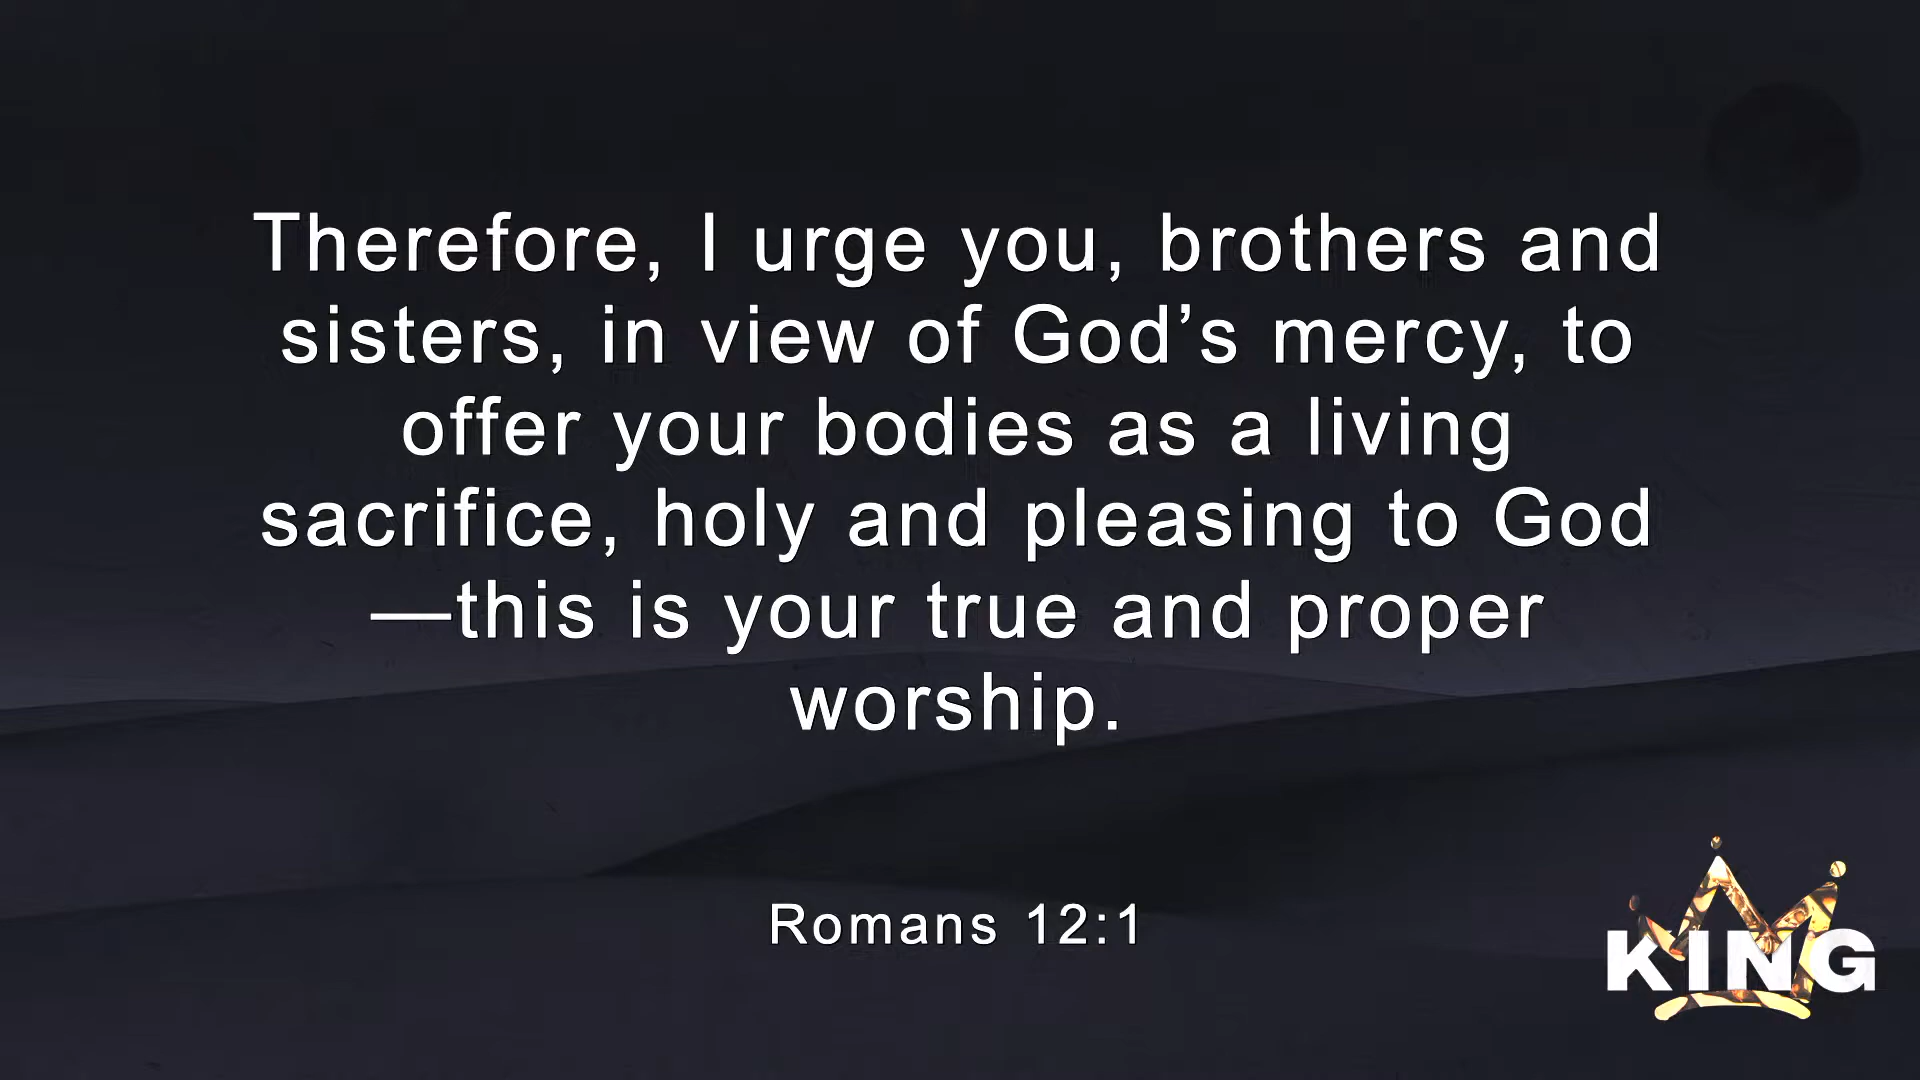 Therefore, I urge you, brothers and
sisters, in view of God’s mercy, to
offer your bodies as a living
sacrifice, holy and pleasing to God
—this is your true and proper
worship.
Romans 12:1
KING